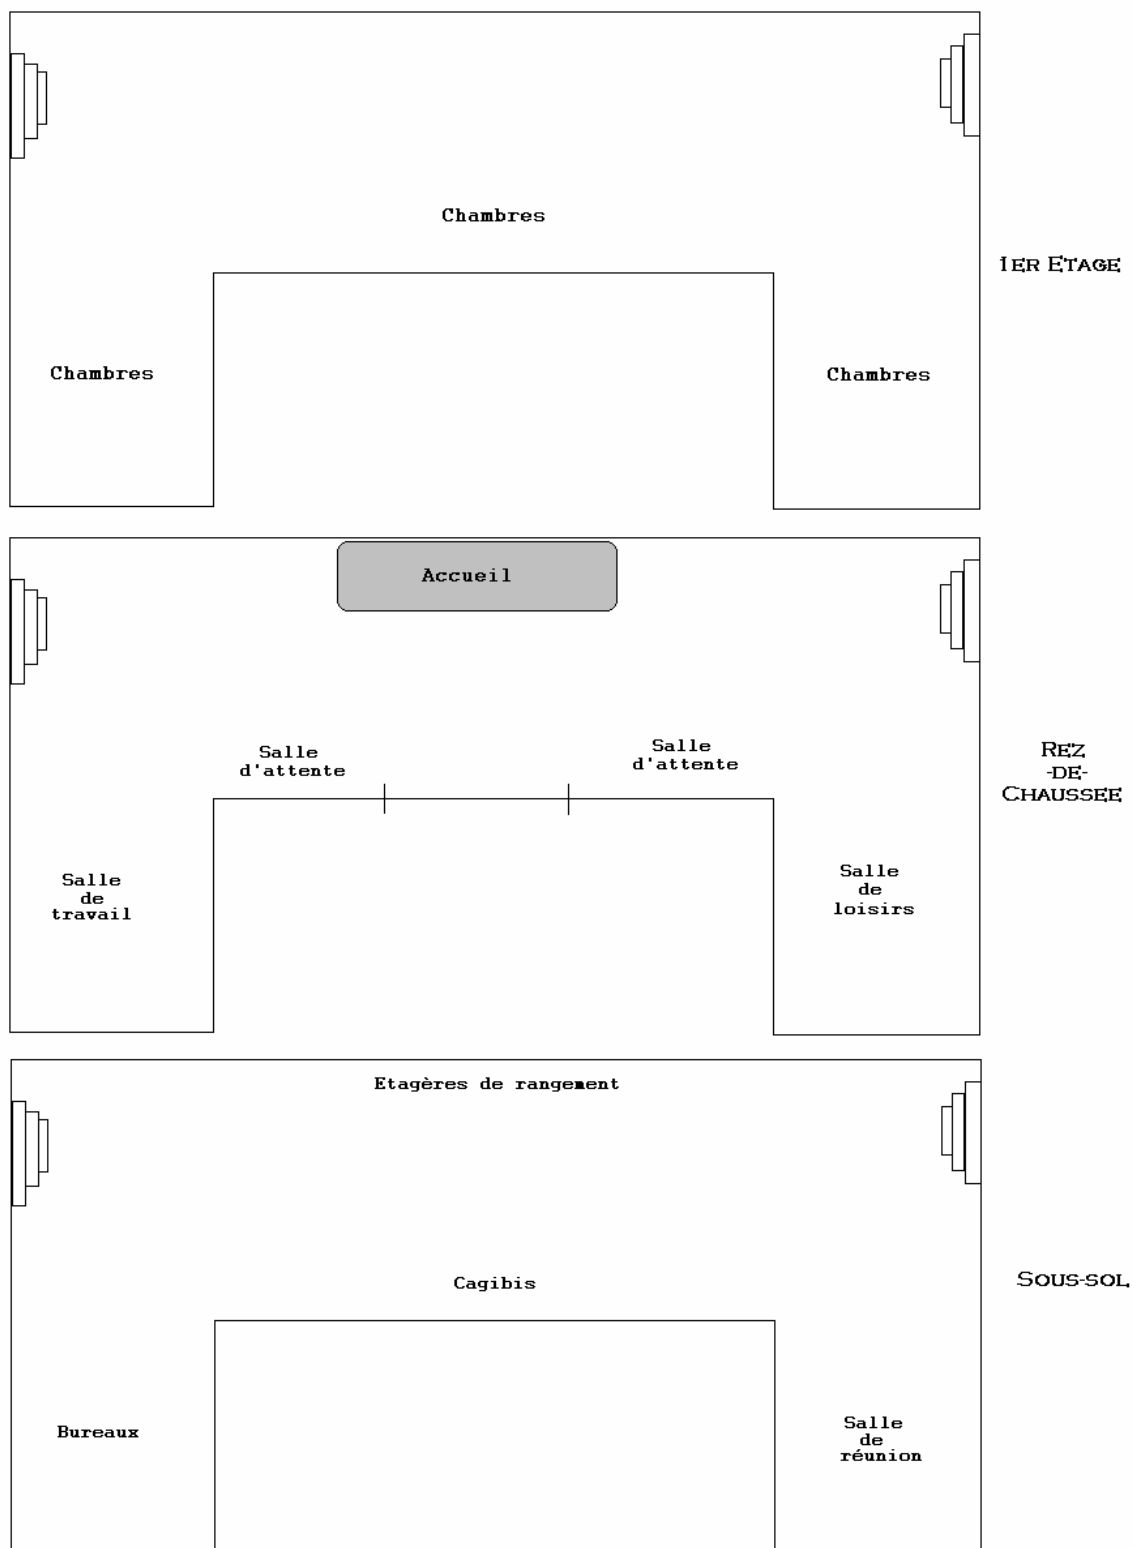 Chambres
1ER ETAGE
Chambres
Chambres
Accueil
Salle
d'attente
Salle
d'attente
REZ
-DE-
CHAUSSEE
Salle
de
travail
Salle
de
loisirs
Etagères de rangement
Cagibis
SOUS-SOL
Bureaux
Salle
de
réunion